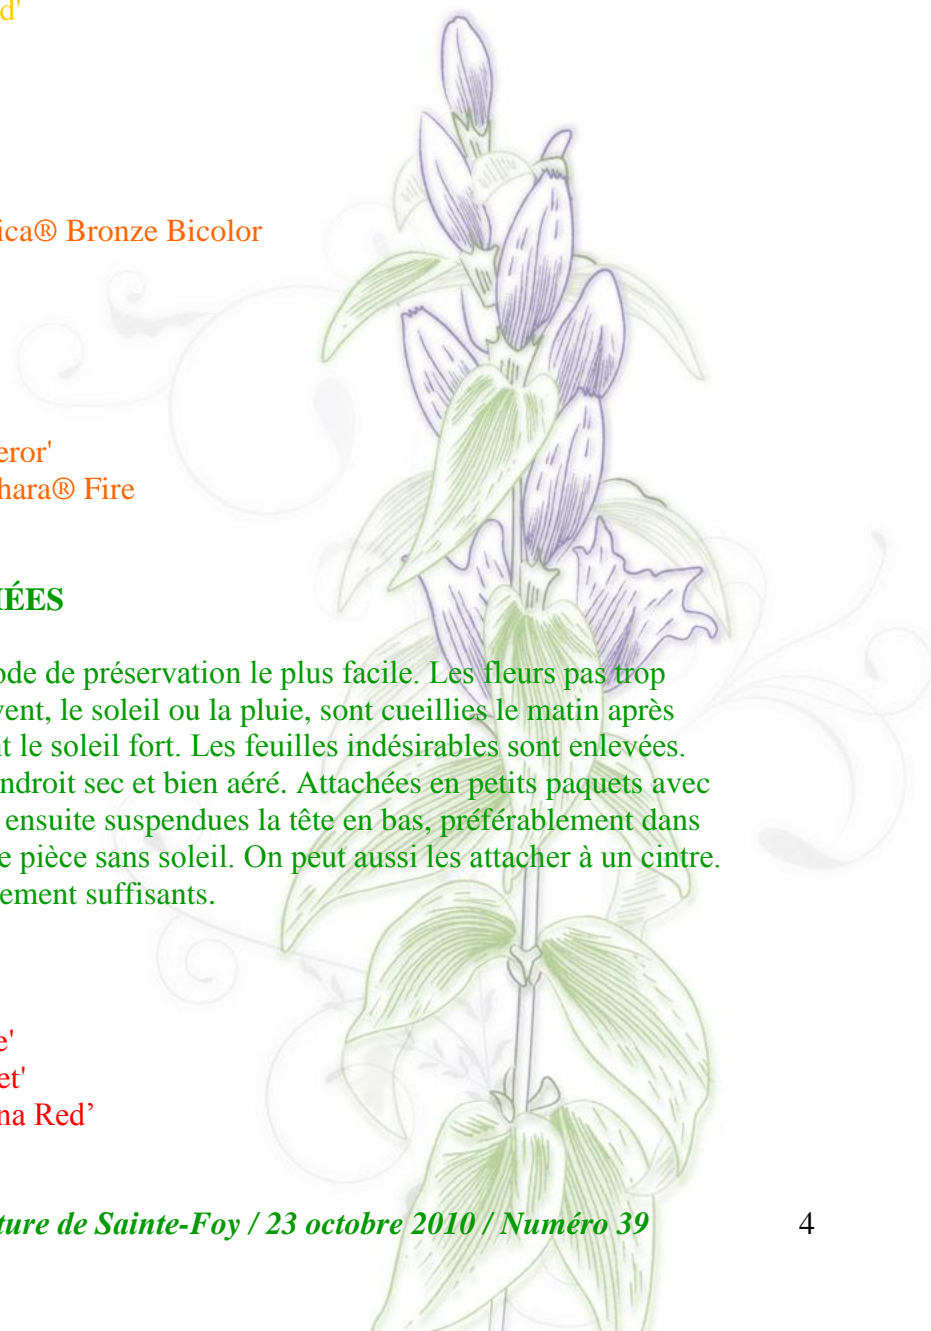 d'
ica® Bronze Bicolor
eror'
hara® Fire
IÉES
ode de préservation le plus facile. Les fleurs pas trop
vent, le soleil ou la pluie, sont cueillies le matin après
nt le soleil fort. Les feuilles indésirables sont enlevées.
ndroit sec et bien aéré. Attachées en petits paquets avec
ensuite suspendues la tête en bas, préférablement dans
e pièce sans soleil. On peut aussi les attacher à un cintre.
ement suffisants.
e'
et'
na Red’
ture de Sainte-Foy / 23 octobre 2010 / Numéro 39 4